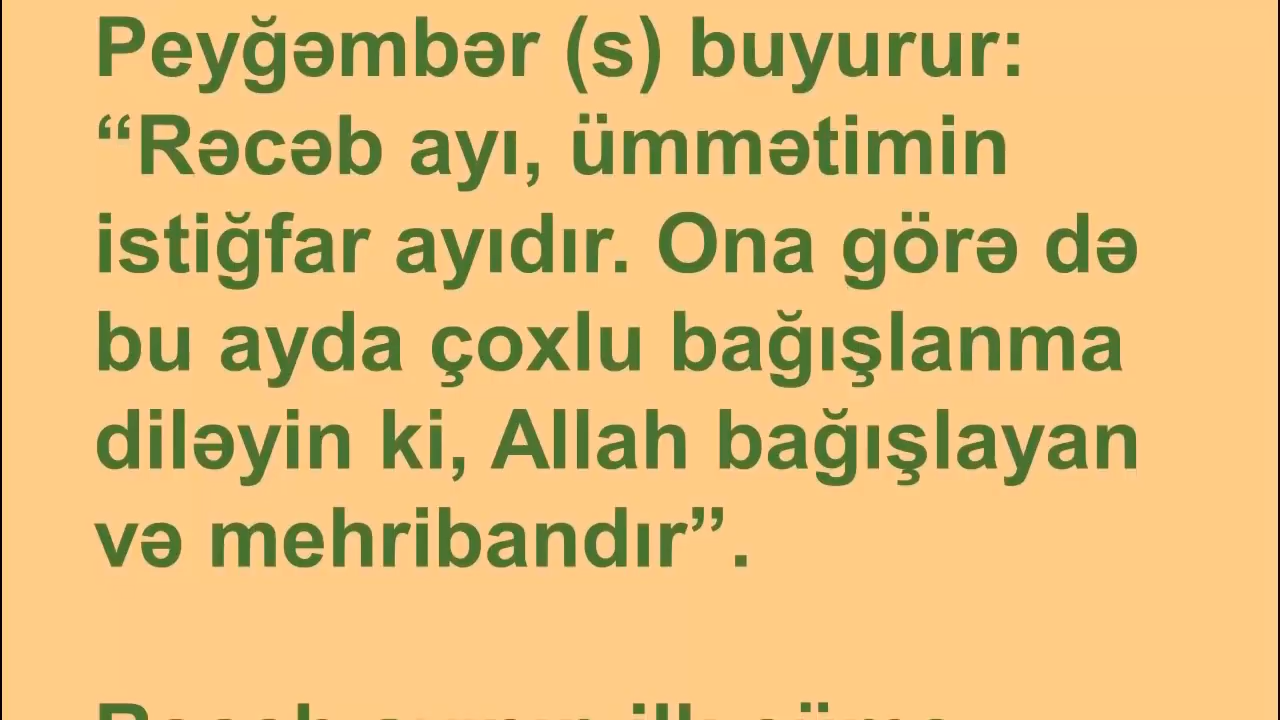 Peyğəmbər (s) buyurur:
“Rəcəb ayı, ümmətimin
istiğfar ayıdır. Ona görə də
bu ayda çoxlu bağışlanma
diləyin ki, Allah bağışlayan
və mehribandır”.